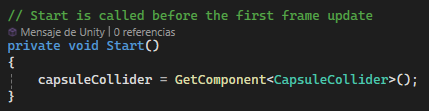 // Start is called before the first frame update
Mensaje de Unity | 0 referencias
private void Start()
{
    capsuleCollider = GetComponent<CapsuleCollider>();
}